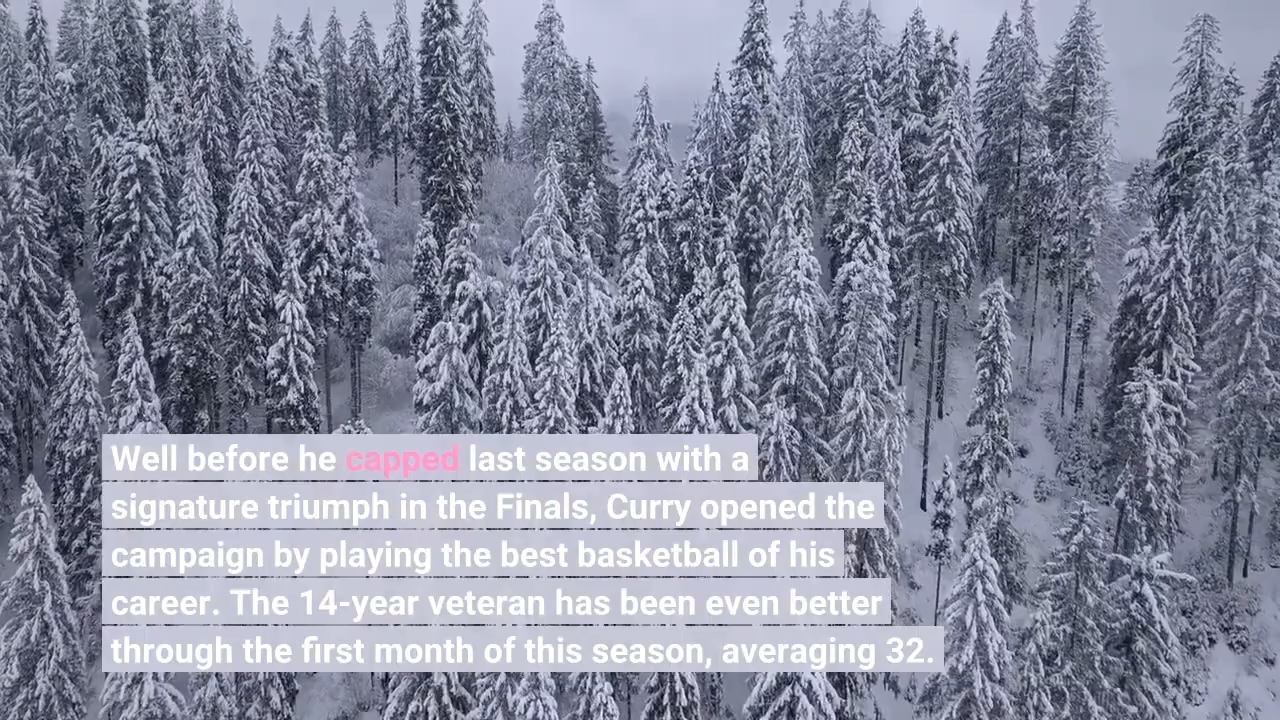 Well before he capped last season with a
signature triumph in the Finals, Curry opened the
campaign by playing the best basketball of his
career. The 14-year veteran has been even better
through the first month of this season, averaging 32.